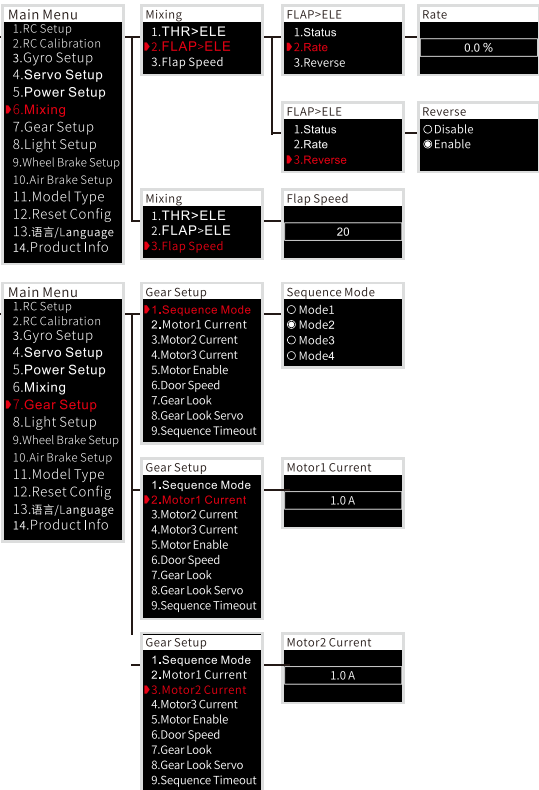 Main Menu
1.RC Setup
2.RC Calibration
3.Gyro Setup
4.Servo Setup
5.Power Setup
6.Mixing
7.Gear Setup
8.Light Setup
9.Wheel Brake Setup
10.Air Brake Setup
11.Model Type
12.Reset Config
13.语言/Language
14.Product Info
Mixing
1.THR>ELE
2.FLAP>ELE
3.Flap Speed
FLAP>ELE
1.Status
2.Rate
3.Reverse
Rate
0.0 %
FLAP>ELE
1.Status
2.Rate
3.Reverse
Reverse
Disable
Enable
Mixing
1.THR>ELE
2.FLAP>ELE
3.Flap Speed
Flap Speed
20
Main Menu
1.RC Setup
2.RC Calibration
3.Gyro Setup
4.Servo Setup
5.Power Setup
6.Mixing
7.Gear Setup
8.Light Setup
9.Wheel Brake Setup
10.Air Brake Setup
11.Model Type
12.Reset Config
13.语言/Language
14.Product Info
Gear Setup
1.Sequence Mode
2.Motor1 Current
3.Motor2 Current
4.Motor3 Current
5.Motor Enable
6.Door Speed
7.Gear Look
8.Gear Look Servo
9.Sequence Timeout
Sequence Mode
Mode1
Mode2
Mode3
Mode4
Gear Setup
1.Sequence Mode
2.Motor1 Current
3.Motor2 Current
4.Motor3 Current
5.Motor Enable
6.Door Speed
7.Gear Look
8.Gear Look Servo
9.Sequence Timeout
Motor1 Current
1.0 A
Gear Setup
1.Sequence Mode
2.Motor1 Current
3.Motor2 Current
4.Motor3 Current
5.Motor Enable
6.Door Speed
7.Gear Look
8.Gear Look Servo
9.Sequence Timeout
Motor2 Current
1.0 A